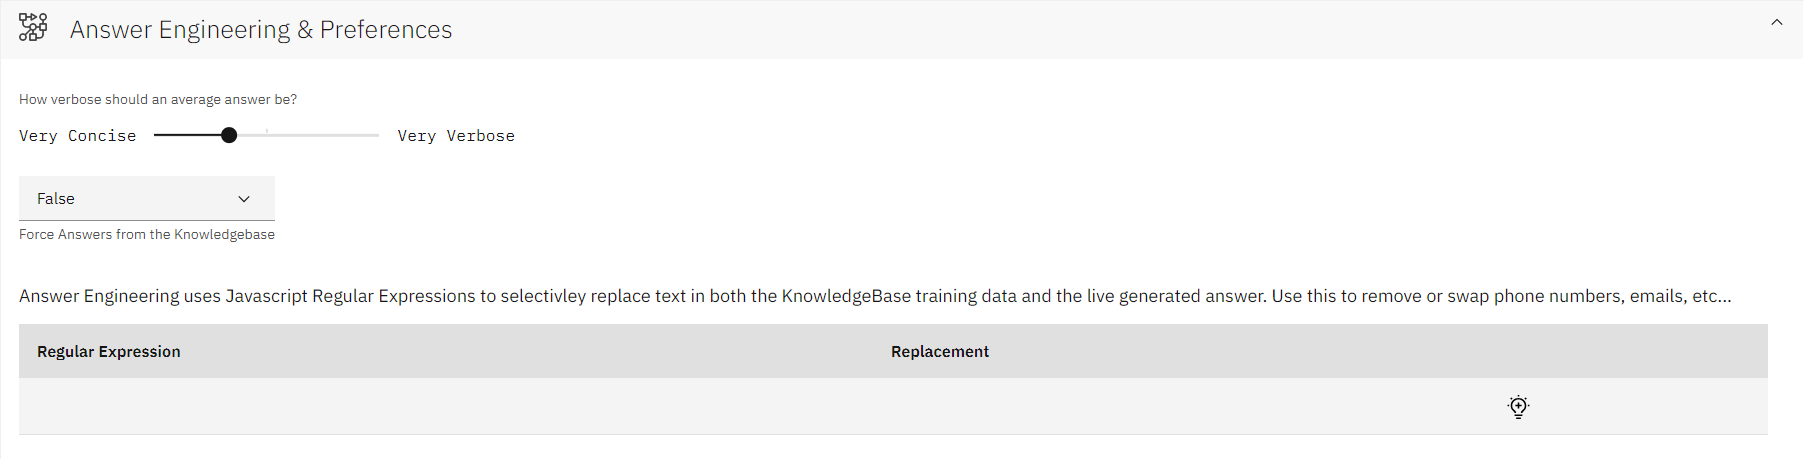 Answer Engineering & Preferences
How verbose should an average answer be?
Very Concise
Very Verbose
False
Force Answers from the Knowledgebase
Answer Engineering uses Javascript Regular Expressions to selectivley replace text in both the KnowledgeBase training data and the live generated answer. Use this to remove or swap phone numbers, emails, etc...
Regular Expression
Replacement